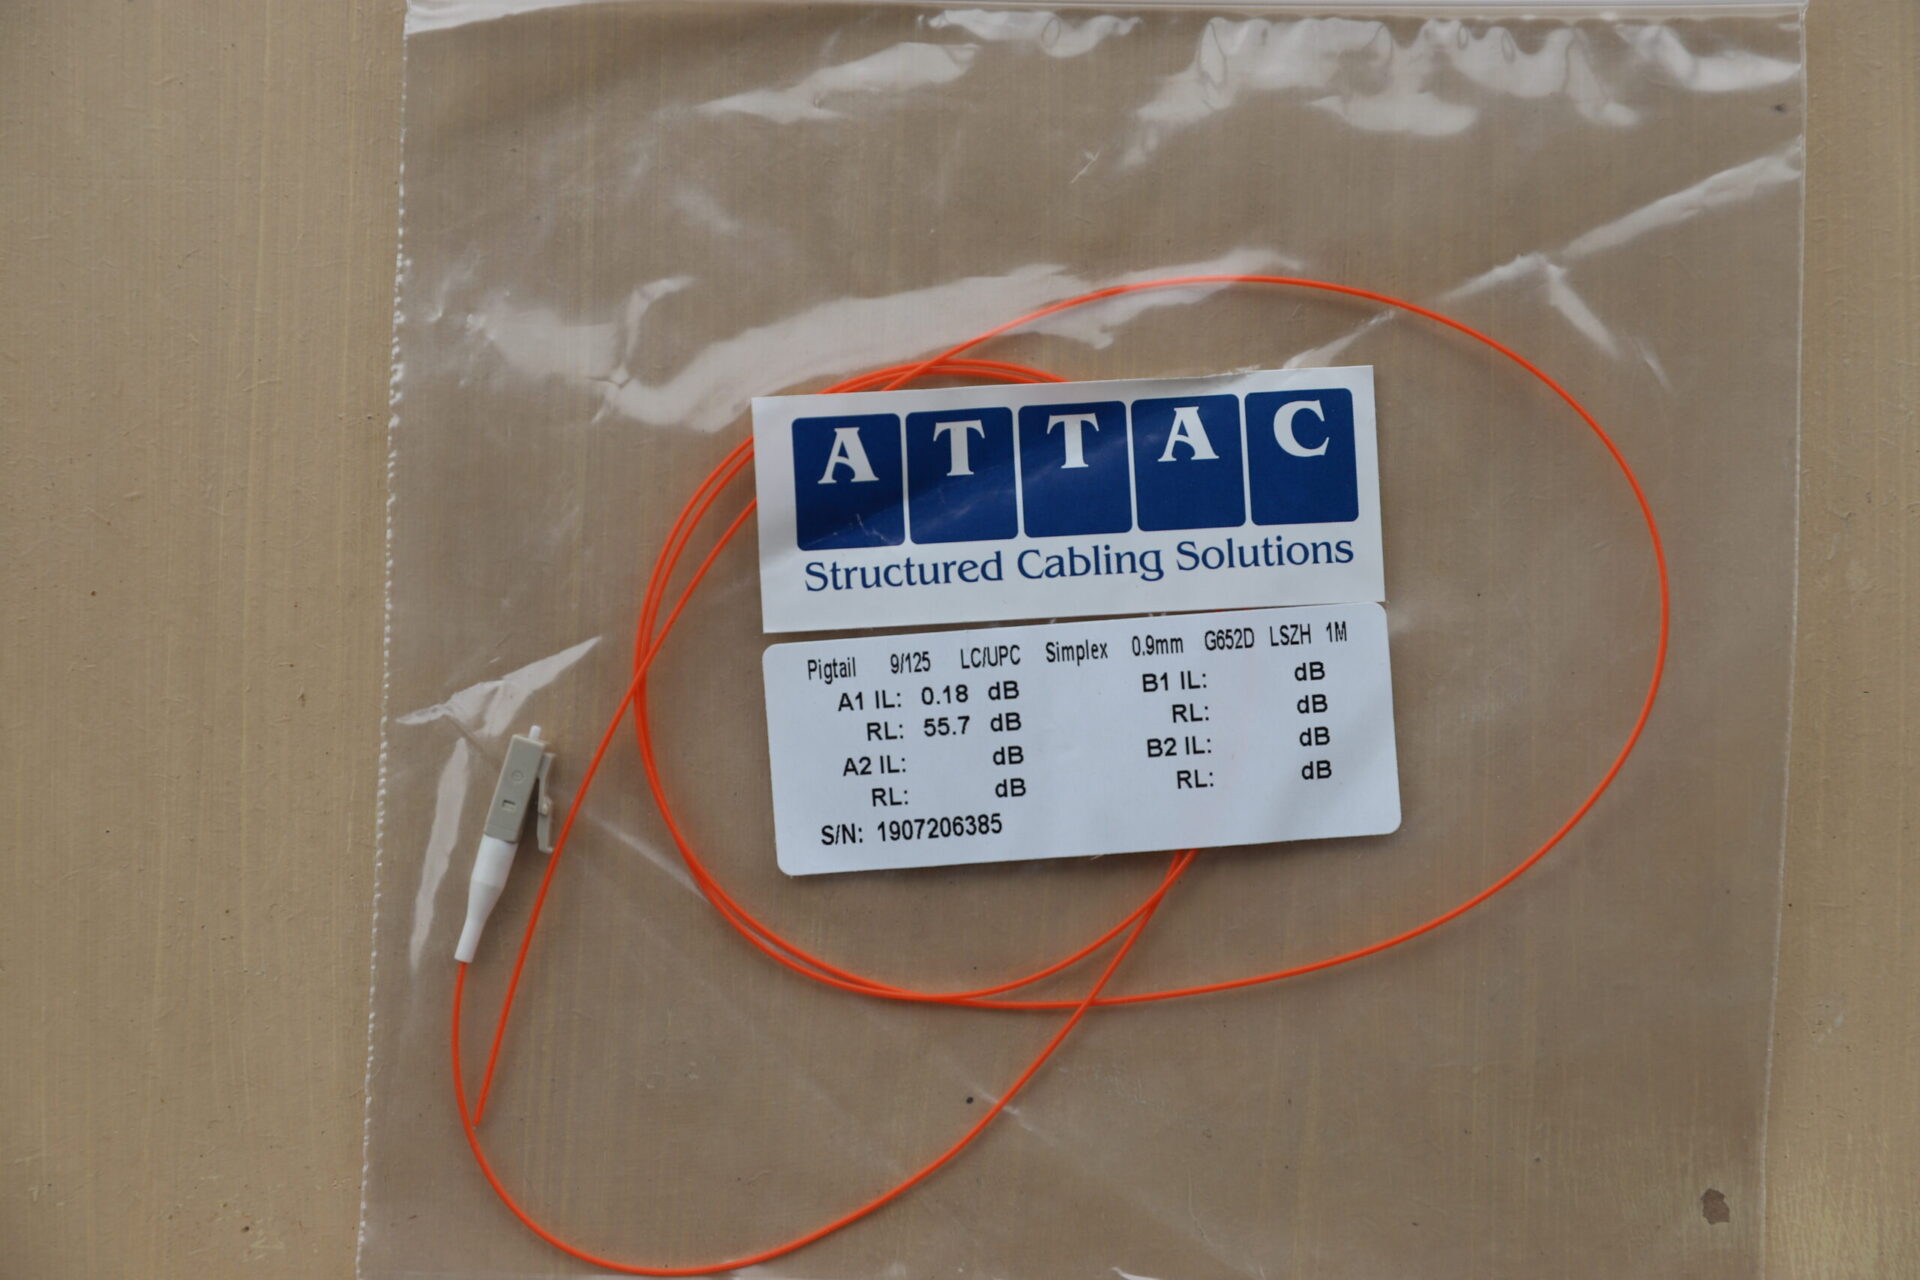 ATTAC
Structured Cabling Solutions
Pigtail 9/125 LC/UPC Simplex 0.9mm G652D LSZH 1M
A1 IL: 0.18 dB B1 IL: dB
RL: 55.7 dB RL: dB
A2 IL: dB B2 IL: dB
RL: dB RL: dB
S/N: 1907206385